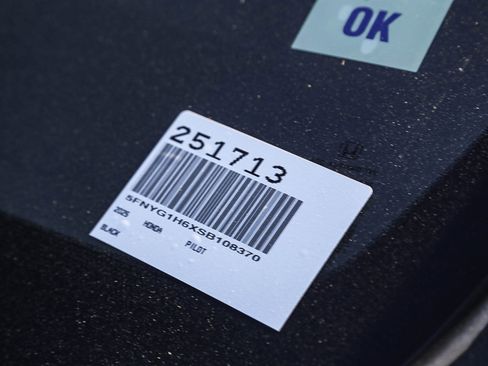 OK
251713
5FNYG1H6XSB108370
2025 HONDA PILOT
BLACK